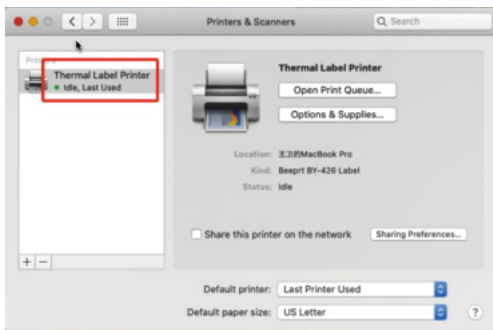 Printers & Scanners
Search
Printers
Thermal Label Printer
Idle, Last Used
Thermal Label Printer
Open Print Queue...
Options & Supplies...
Location: MacBook Pro
Kind: Beeprt BY-426 Label
Status: Idle
Share this printer on the network
Sharing Preferences...
+ −
Default printer: Last Printer Used
Default paper size: US Letter
?